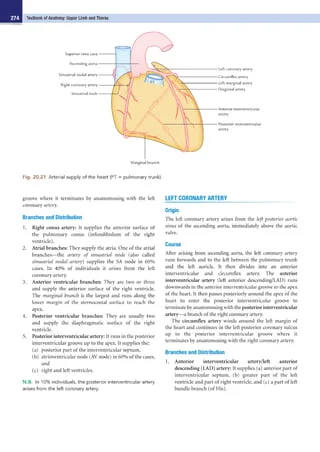 274 Textbook of Anatomy: Upper Limb and Thorax
Superior vena cava
Ascending aorta
Sinuatrial nodal artery
Right coronary artery
Sinuatrial node
PT
Left coronary artery
Circumflex artery
Left marginal artery
Diagonal artery
Anterior interventricular
artery
Posterior interventricular
artery
Marginal branch
Fig. 20.21 Arterial supply of the heart (PT = pulmonary trunk).
groove where it terminates by anastomosing with the left
coronary artery.
Branches and Distribution
1. Right conus artery: It supplies the anterior surface of
the pulmonary conus (infundibulum of the right
ventricle).
2. Atrial branches: They supply the atria. One of the atrial
branches—the artery of sinuatrial node (also called
sinuatrial nodal artery) supplies the SA node in 60%
cases. In 40% of individuals it arises from the left
coronary artery.
3. Anterior ventricular branches: They are two or three
and supply the anterior surface of the right ventricle.
The marginal branch is the largest and runs along the
lower margin of the sternocostal surface to reach the
apex.
4. Posterior ventricular branches: They are usually two
and supply the diaphragmatic surface of the right
ventricle.
5. Posterior interventricular artery: It runs in the posterior
interventricular groove up to the apex. It supplies the:
(a) posterior part of the interventricular septum,
(b) atrioventricular node (AV node) in 60% of the cases,
and
(c) right and left ventricles.
N.B. In 10% individuals, the posterior interventricular artery
arises from the left coronary artery.
LEFT CORONARY ARTERY
Origin
The left coronary artery arises from the left posterior aortic
sinus of the ascending aorta, immediately above the aortic
valve.
Course
After arising from ascending aorta, the left coronary artery
runs forwards and to the left between the pulmonary trunk
and the left auricle. It then divides into an anterior
interventricular and circumflex artery. The anterior
interventricular artery (left anterior descending/LAD) runs
downwards in the anterior interventricular groove to the apex
of the heart. It then passes posteriorly around the apex of the
heart to enter the posterior interventricular groove to
terminate by anastomosing with the posterior interventricular
artery—a branch of the right coronary artery.
The circumflex artery winds around the left margin of
the heart and continues in the left posterior coronary sulcus
up to the posterior interventricular groove where it
terminates by anastomosing with the right coronary artery.
Branches and Distribution
1. Anterior interventricular artery/left anterior
descending (LAD) artery: It supplies (a) anterior part of
interventricular septum, (b) greater part of the left
ventricle and part of right ventricle, and (c) a part of left
bundle branch (of His).